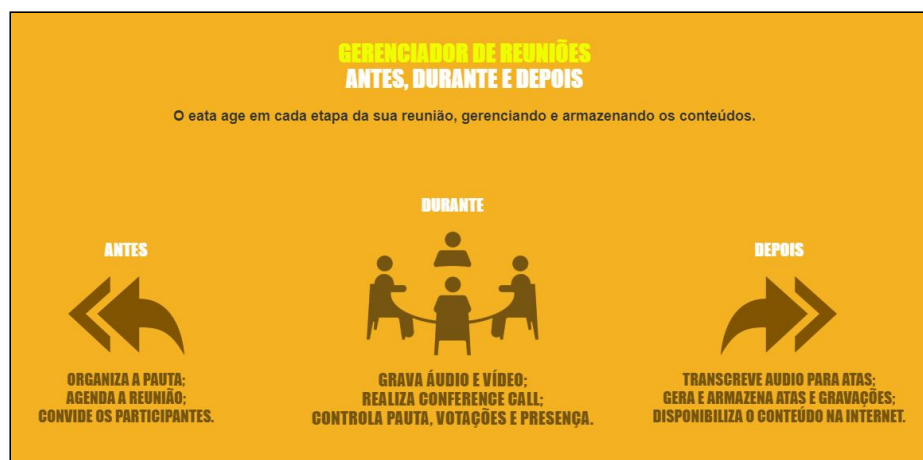 GERENCIADOR DE REUNIÕES
ANTES, DURANTE E DEPOIS
O eata age em cada etapa da sua reunião, gerenciando e armazenando os conteúdos.
ANTES
ORGANIZA A PAUTA;
AGENDA A REUNIÃO;
CONVIDE OS PARTICIPANTES.
DURANTE
GRAVA ÁUDIO E VÍDEO;
REALIZA CONFERENCE CALL;
CONTROLA PAUTA, VOTAÇÕES E PRESENÇA.
DEPOIS
TRANSCREVE AUDIO PARA ATAS;
GERA E ARMAZENA ATAS E GRAVAÇÕES;
DISPONIBILIZA O CONTEÚDO NA INTERNET.